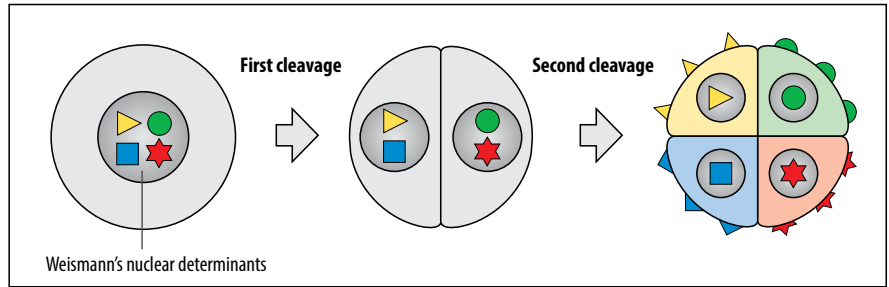 First cleavage
Second cleavage
Weismann's nuclear determinants